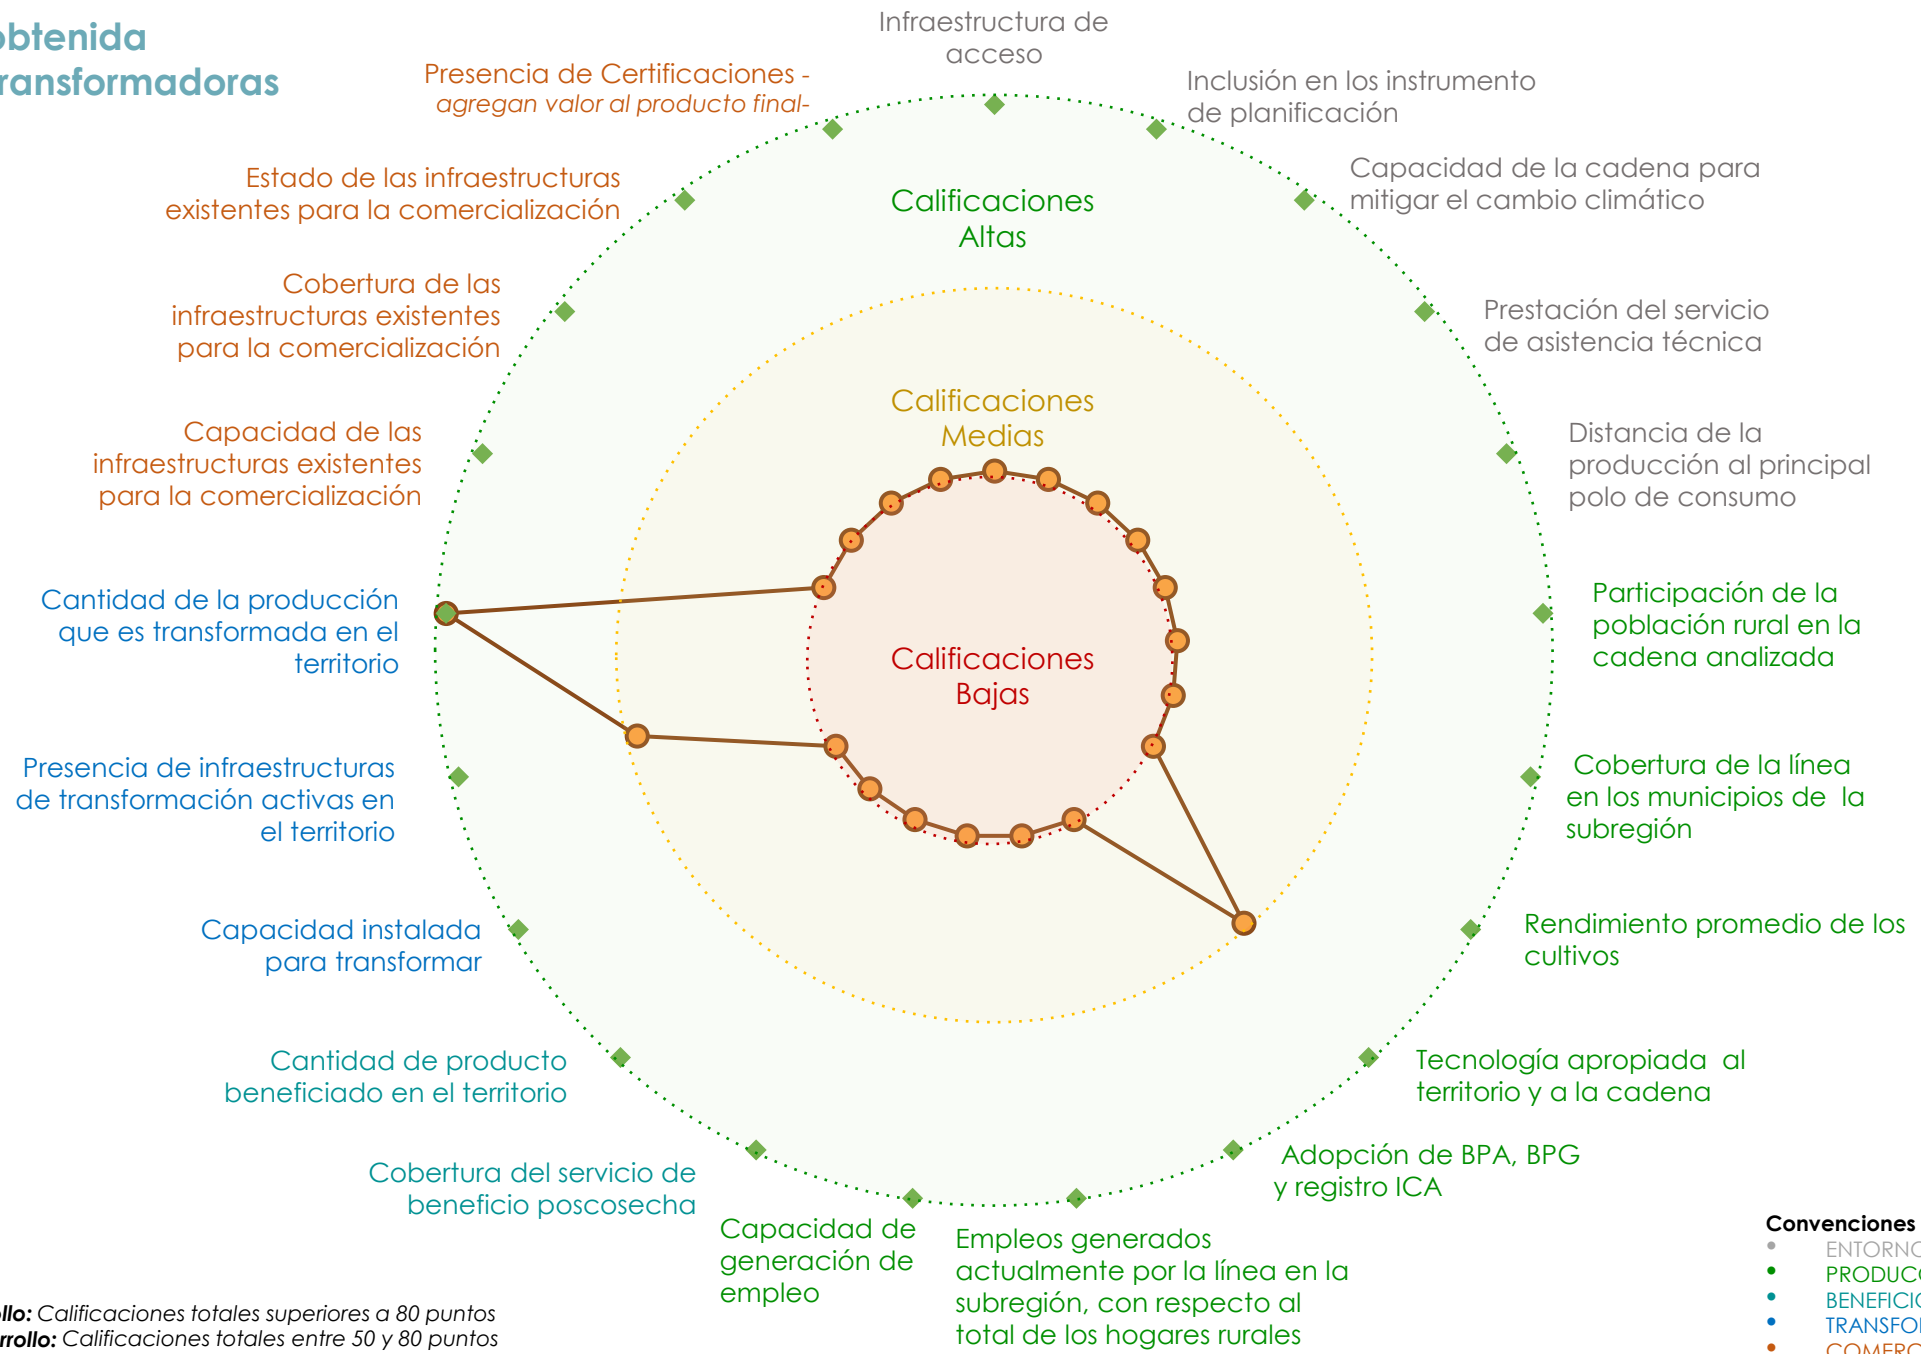 Infraestructura de
acceso
Presencia de Certificaciones -
agregan valor al producto final-
Inclusión en los instrumento
de planificación
Estado de las infraestructuras
existentes para la comercialización
Calificaciones
Altas
Capacidad de la cadena para
mitigar el cambio climático
Cobertura de las
infraestructuras existentes
para la comercialización
Prestación del servicio
de asistencia técnica
Calificaciones
Medias
Capacidad de las
infraestructuras existentes
para la comercialización
Distancia de la
producción al principal
polo de consumo
Cantidad de la producción
que es transformada en el
territorio
Calificaciones
Bajas
Participación de la
población rural en la
cadena analizada
Presencia de infraestructuras
de transformación activas en
el territorio
Cobertura de la línea
en los municipios de la
subregión
Capacidad instalada
para transformar
Rendimiento promedio de los
cultivos
Cantidad de producto
beneficiado en el territorio
Tecnología apropiada al
territorio y a la cadena
Cobertura del servicio de
beneficio poscosecha
Adopción de BPA, BPG
y registro ICA
Capacidad de
generación de
empleo
Empleos generados
actualmente por la línea en la
subregión, con respecto al
total de los hogares rurales
Calificaciones totales superiores a 80 puntos
Calificaciones totales entre 50 y 80 puntos
Convenciones